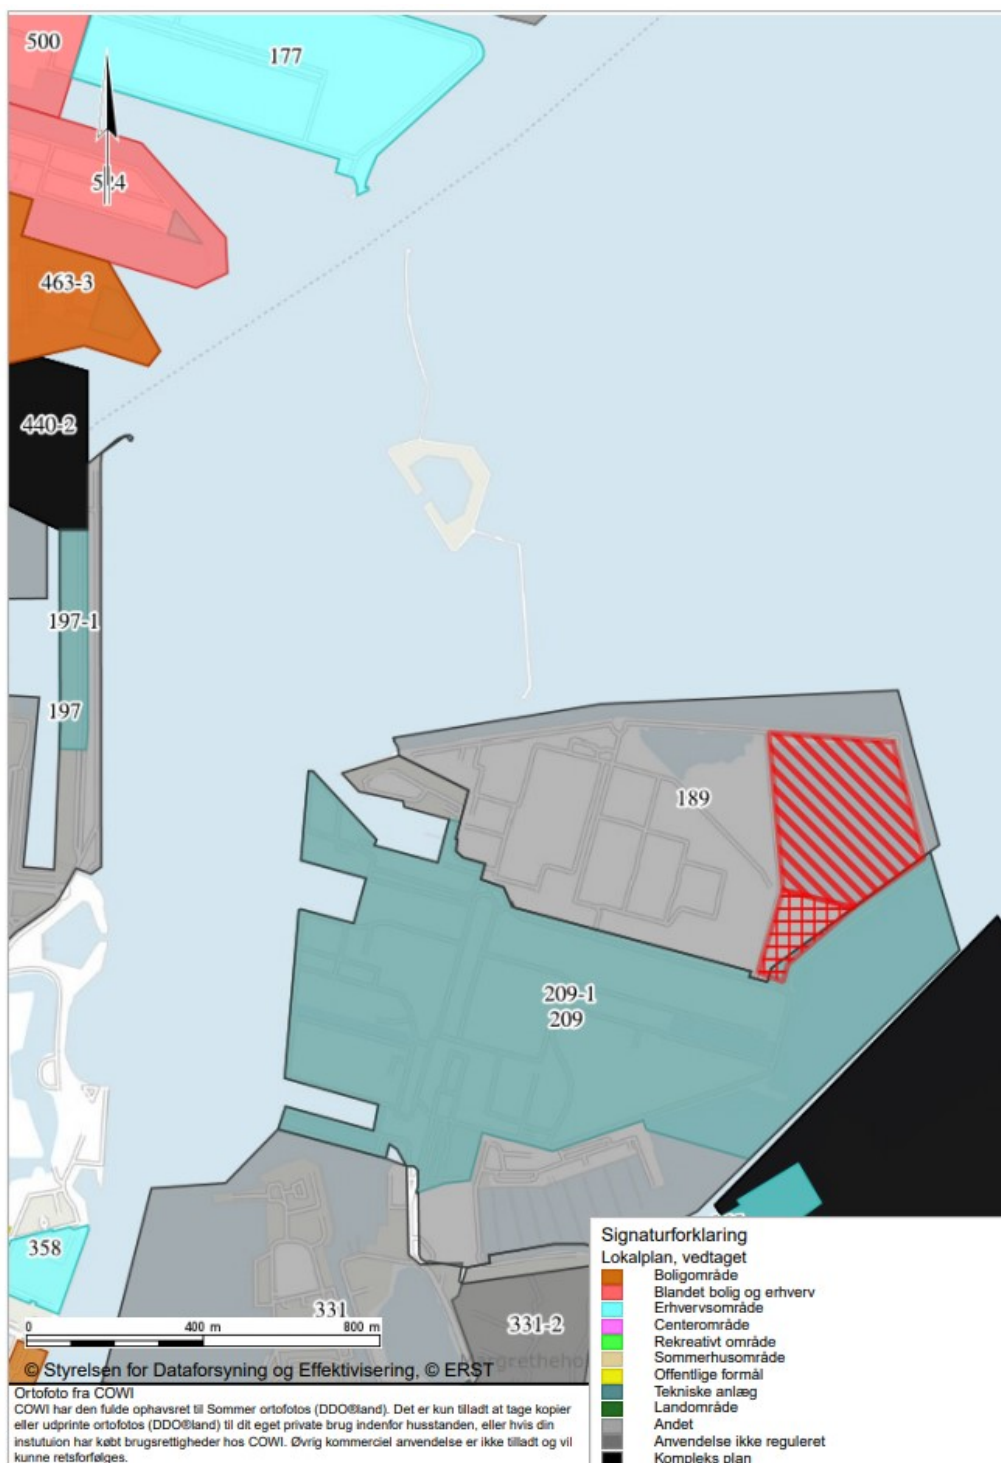 500
177
524
463-3
440-2
197-1
197
189
209-1
209
358
331
331-2
0 400 m 800 m
© Styrelsen for Dataforsyning og Effektivisering, © ERST
Ortofoto fra COWI
COWI har den fulde ophavsret til Sommer ortofotos (DDO®land). Det er kun tilladt at tage kopier
eller udprinte ortofotos (DDO®land) til dit eget private brug indenfor husstanden, eller hvis din
instutuion har købt brugsrettigheder hos COWI. Øvrig kommerciel anvendelse er ikke tilladt og vil
kunne retsforfølges.
Signaturforklaring
Lokalplan, vedtaget
Boligområde
Blandet bolig og erhverv
Erhvervsområde
Centerområde
Rekreativt område
Sommerhusområde
Offentlige formål
Tekniske anlæg
Landområde
Andet
Anvendelse ikke reguleret
Kompleks plan